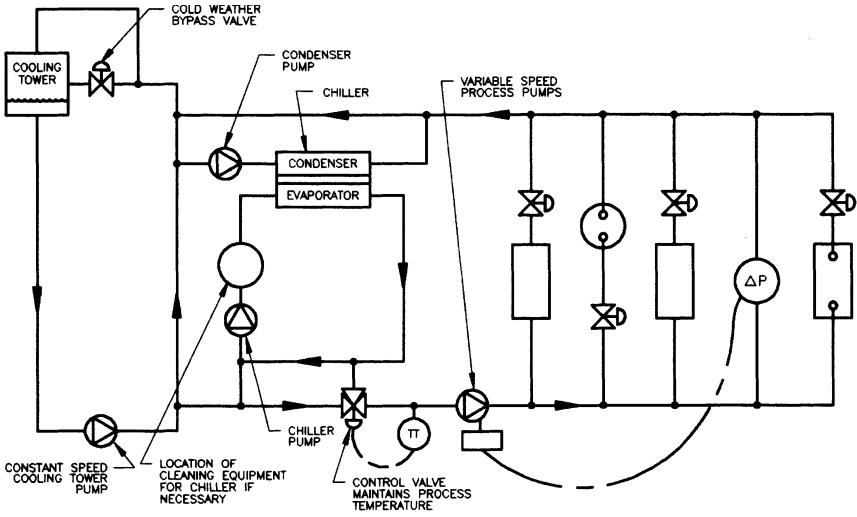 COLD WEATHER
BYPASS VALVE
COOLING
TOWER
CONDENSER
PUMP
CHILLER
VARIABLE SPEED
PROCESS PUMPS
CONDENSER
EVAPORATOR
ΔP
TT
CONSTANT SPEED
COOLING TOWER
PUMP
LOCATION OF
CLEANING EQUIPMENT
FOR CHILLER IF
NECESSARY
CHILLER
PUMP
CONTROL VALVE
MAINTAINS PROCESS
TEMPERATURE